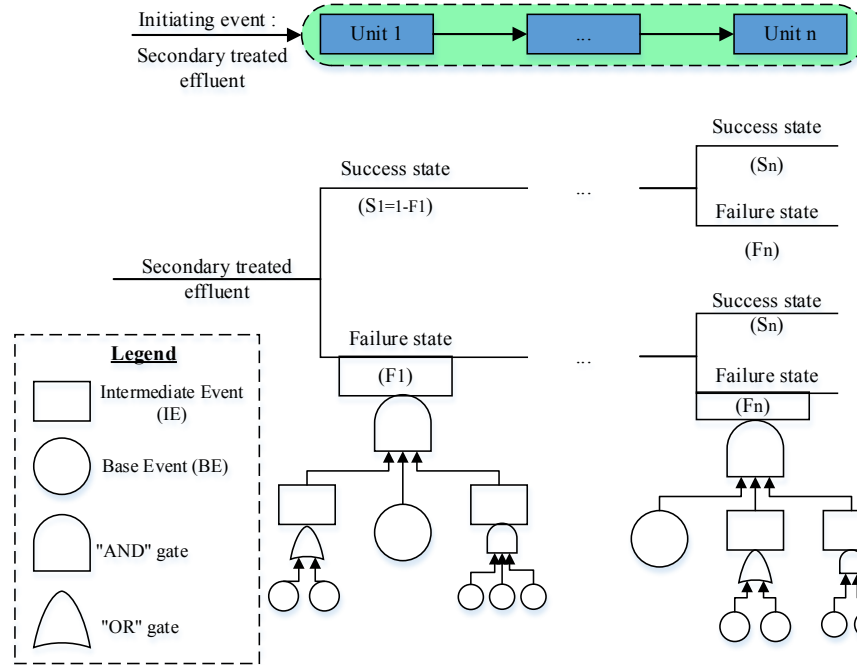 Initiating event :
Secondary treated
effluent
Unit 1
...
Unit n
Success state
(Sn)
Failure state
(Fn)
Success state
(S1=1-F1)
...
Secondary treated
effluent
Success state
(Sn)
Failure state
(F1)
...
Failure state
(Fn)
Legend
Intermediate Event
(IE)
Base Event (BE)
"AND" gate
"OR" gate